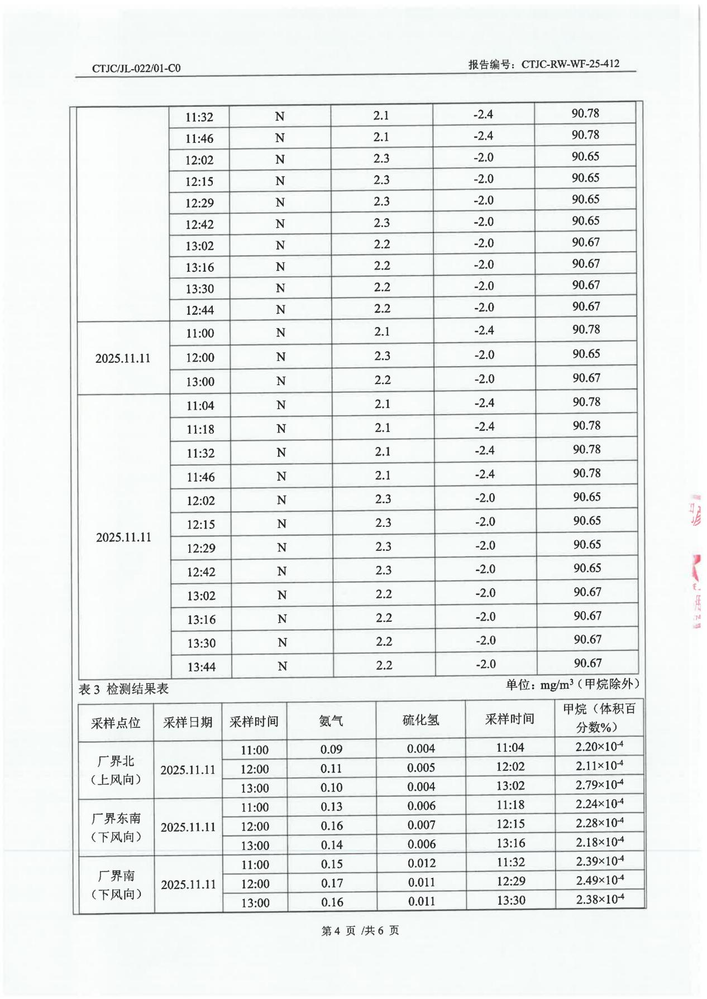 CTJC/JL-022/01-C0 报告编号：CTJC-RW-WF-25-412
11:32 N 2.1 -2.4 90.78
11:46 N 2.1 -2.4 90.78
12:02 N 2.3 -2.0 90.65
12:15 N 2.3 -2.0 90.65
12:29 N 2.3 -2.0 90.65
12:42 N 2.3 -2.0 90.65
13:02 N 2.2 -2.0 90.67
13:16 N 2.2 -2.0 90.67
13:30 N 2.2 -2.0 90.67
12:44 N 2.2 -2.0 90.67
11:00 N 2.1 -2.4 90.78
2025.11.11 12:00 N 2.3 -2.0 90.65
13:00 N 2.2 -2.0 90.67
11:04 N 2.1 -2.4 90.78
11:18 N 2.1 -2.4 90.78
11:32 N 2.1 -2.4 90.78
11:46 N 2.1 -2.4 90.78
12:02 N 2.3 -2.0 90.65
12:15 N 2.3 -2.0 90.65
2025.11.11
12:29 N 2.3 -2.0 90.65
12:42 N 2.3 -2.0 90.65
13:02 N 2.2 -2.0 90.67
13:16 N 2.2 -2.0 90.67
13:30 N 2.2 -2.0 90.67
13:44 N 2.2 -2.0 90.67
表 3 检测结果表 单位：mg/m³（甲烷除外）
采样点位 采样日期 采样时间 氨气 硫化氢 采样时间 甲烷（体积百
分数%）
厂界北
（上风向）
2025.11.11
11:00 0.09 0.004 11:04 2.20×10⁻⁴
12:00 0.11 0.005 12:02 2.11×10⁻⁴
13:00 0.10 0.004 13:02 2.79×10⁻⁴
厂界东南
（下风向）
2025.11.11
11:00 0.13 0.006 11:18 2.24×10⁻⁴
12:00 0.16 0.007 12:15 2.28×10⁻⁴
13:00 0.14 0.006 13:16 2.18×10⁻⁴
厂界南
（下风向）
2025.11.11
11:00 0.15 0.012 11:32 2.39×10⁻⁴
12:00 0.17 0.011 12:29 2.49×10⁻⁴
13:00 0.16 0.011 13:30 2.38×10⁻⁴
第 4 页 /共 6 页